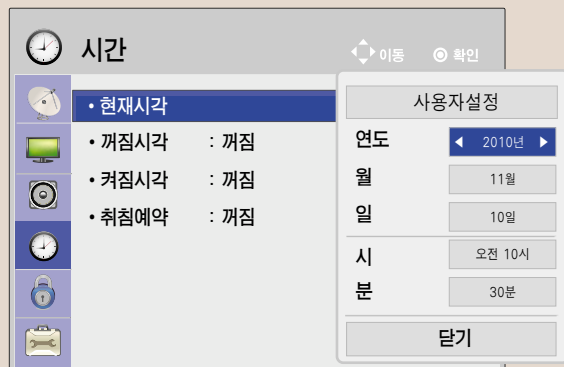 시간
이동 확인
• 현재시각
• 꺼짐시각 : 꺼짐
• 켜짐시각 : 꺼짐
• 취침예약 : 꺼짐
사용자설정
연도 ◀ 2010년 ▶
월 11월
일 10일
시 오전 10시
분 30분
닫기